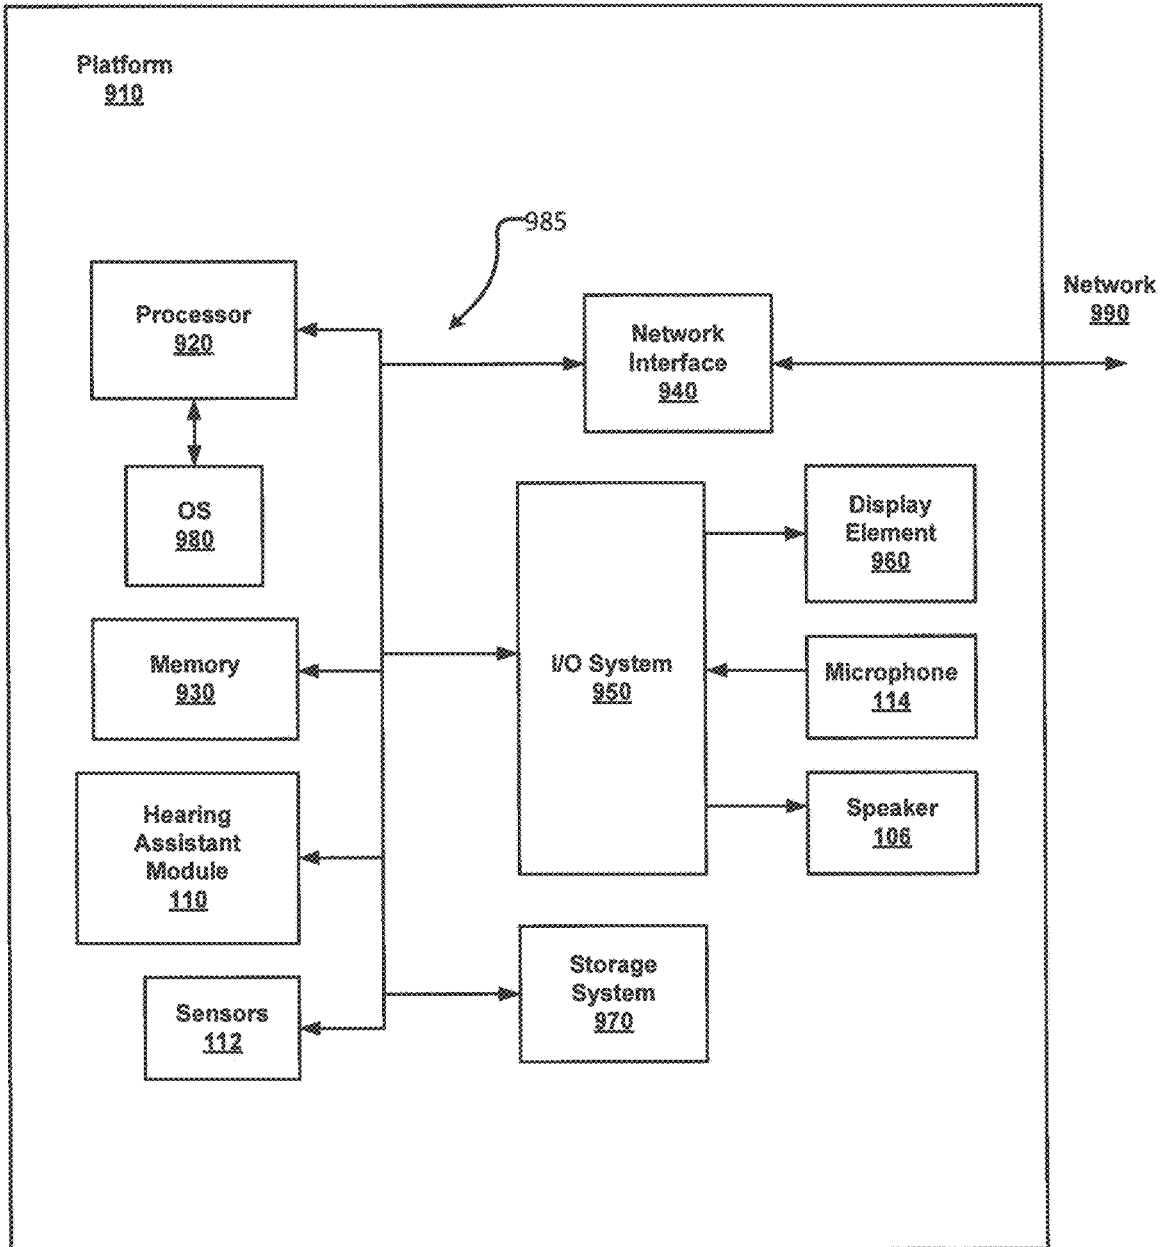 Platform
910
985
Processor
920
Network
Interface
940
Network
990
OS
980
Display
Element
960
Memory
930
I/O System
950
Microphone
114
Hearing
Assistant
Module
110
Speaker
106
Storage
System
970
Sensors
112